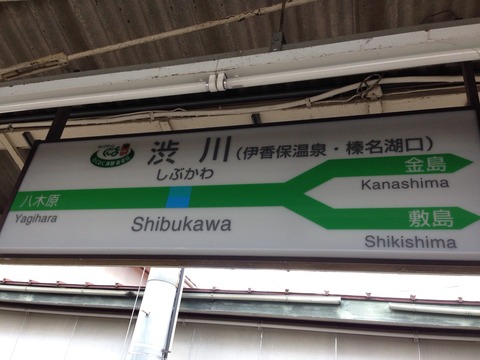 渋川(伊香保温泉・榛名湖口)
しぶかわ
八木原
Yagihara
Shibukawa
金島
Kanashima
敷島
Shikishima